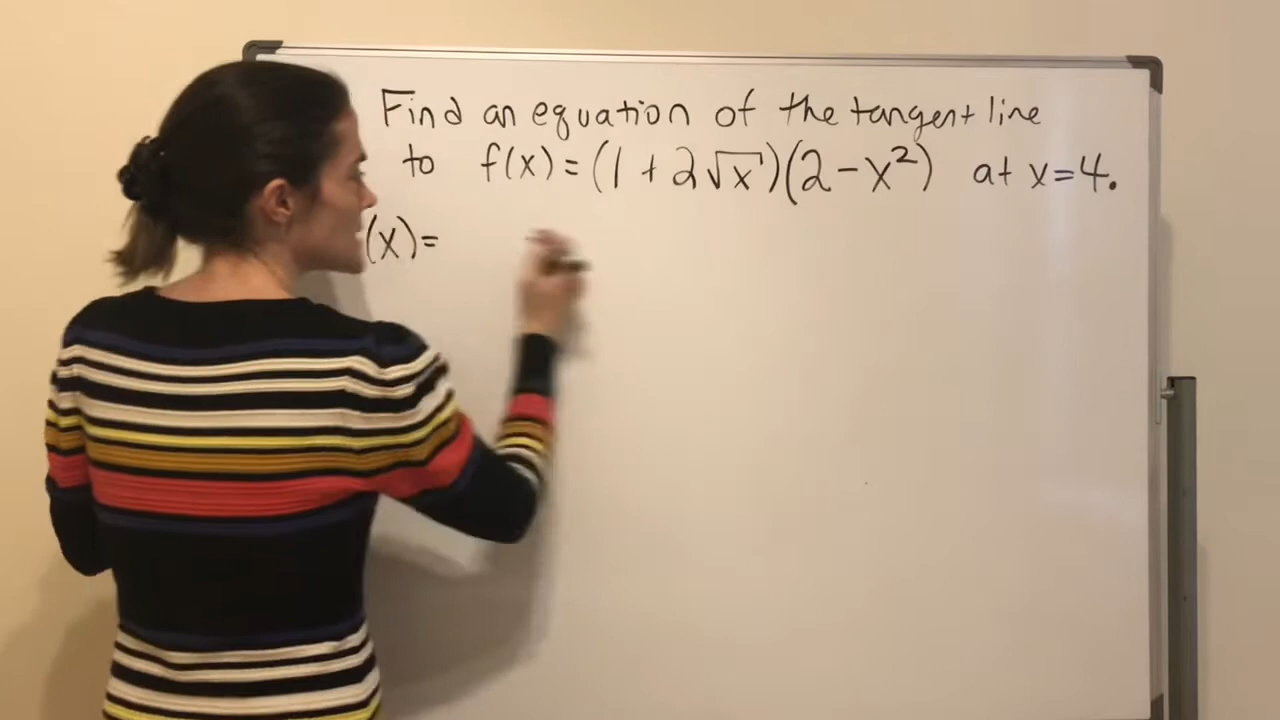 Find an equation of the tangent line
to f(x) = (1 + 2√x)(2 - x²) at x=4.
(x)=